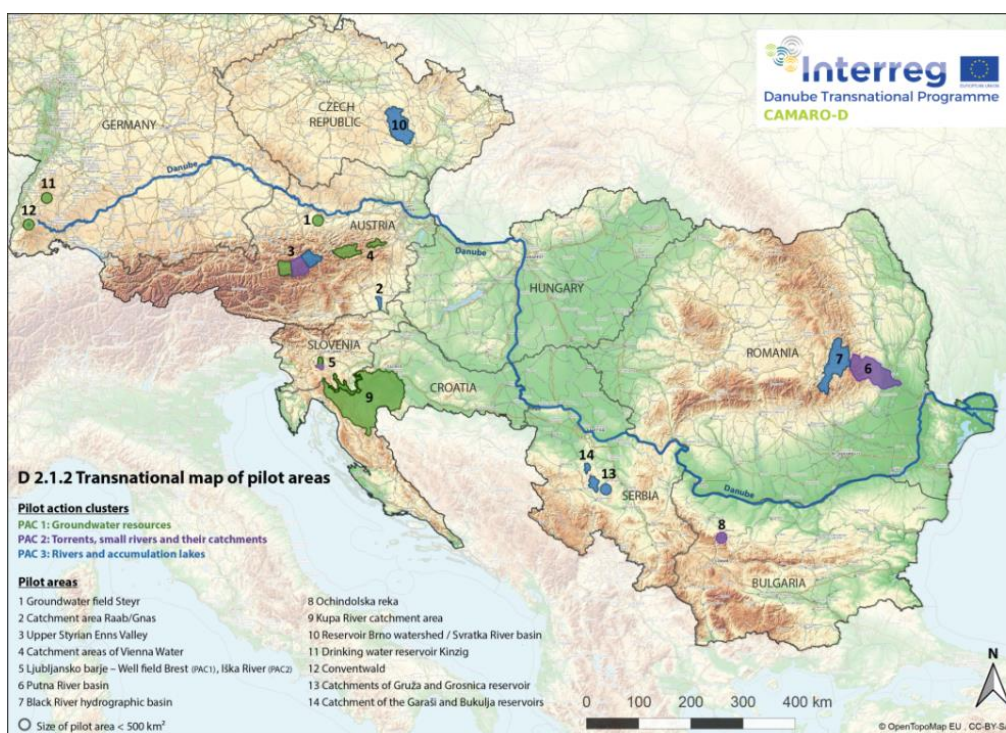 Interreg
EUROPEAN UNION
Danube Transnational Programme
CAMARO-D
GERMANY
CZECH
REPUBLIC
10
Danube
11
12
1
AUSTRIA
3
4
Danube
2
HUNGARY
SLOVENIA
5
ROMANIA
7
6
CROATIA
9
14
13
SERBIA
Danube
8
BULGARIA
D 2.1.2 Transnational map of pilot areas
Pilot action clusters
PAC 1: Groundwater resources
PAC 2: Torrents, small rivers and their catchments
PAC 3: Rivers and accumulation lakes
Pilot areas
1 Groundwater field Steyr
2 Catchment area Raab/Gnas
3 Upper Styrian Enns Valley
4 Catchment areas of Vienna Water
5 Ljubljansko barje – Well field Brest (PAC1), Iška River (PAC2)
6 Putna River basin
7 Black River hydrographic basin
Size of pilot area < 500 km²
8 Ochindolska reka
9 Kupa River catchment area
10 Reservoir Brno watershed / Svratka River basin
11 Drinking water reservoir Kinzig
12 Conventwald
13 Catchments of Gruža and Grosnica reservoir
14 Catchment of the Garaši and Bukulja reservoirs
0 100 200 300 400 km
N
© OpenTopoMap EU , CC-BY-SA